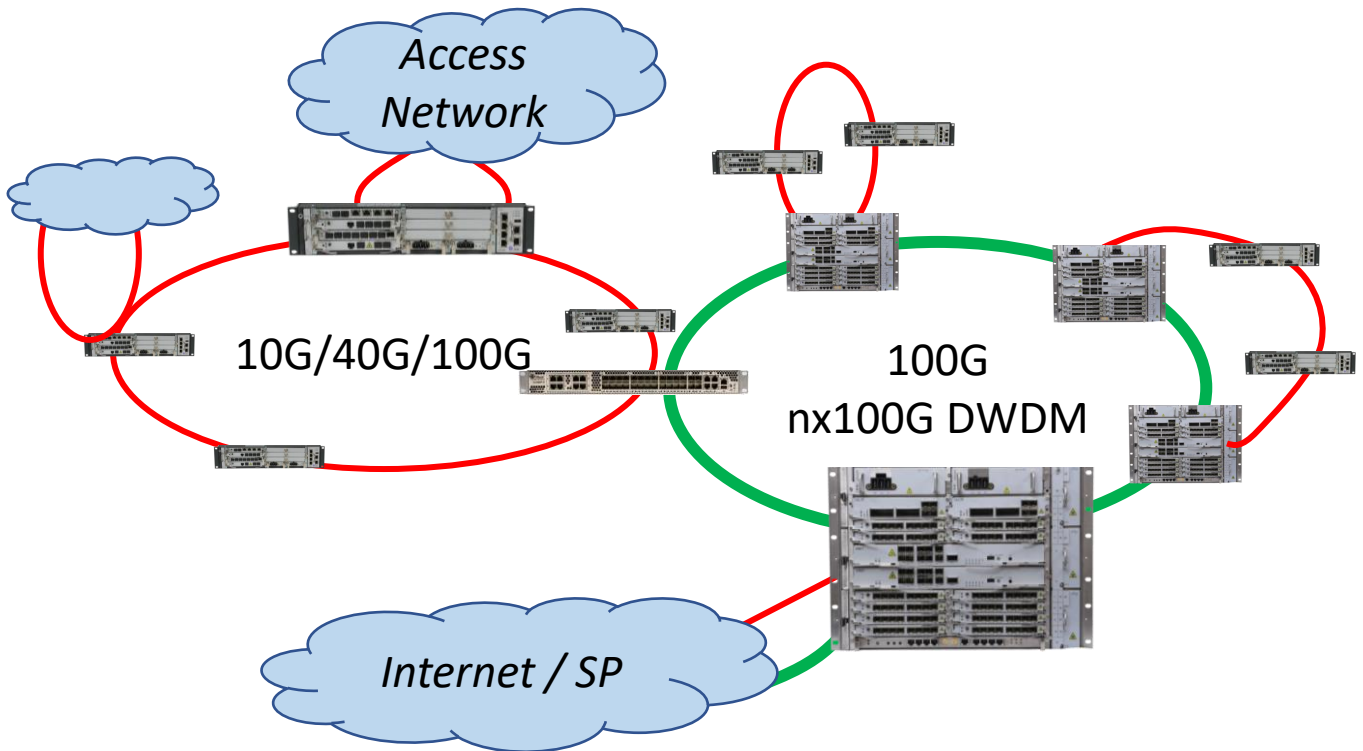 Access
Network
10G/40G/100G
100G
nx100G DWDM
Internet / SP